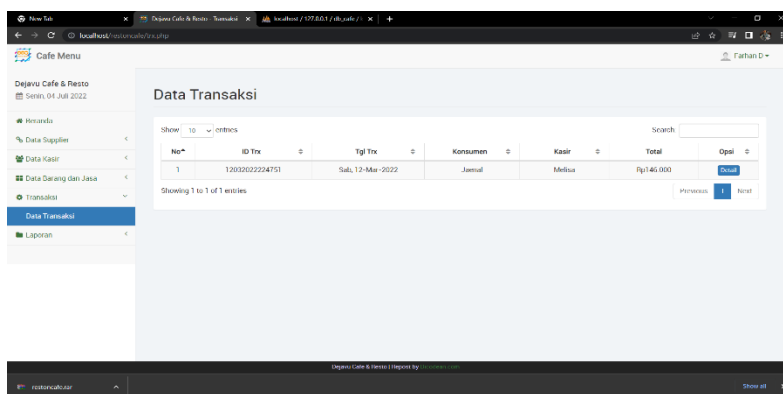 New Tab
Dejavu Cafe & Resto - Transaksi
localhost / 127.0.0.1 / db_cafe / t
localhost/restoncafe/trx.php
Cafe Menu
Farhan D
Dejavu Cafe & Resto
Senin, 04 Juli 2022
Data Transaksi
Beranda
Data Supplier
Data Kasir
Data Barang dan Jasa
Transaksi
Data Transaksi
Laporan
Show 10 entries
Search:
No ID Trx Tgl Trx Konsumen Kasir Total Opsi
1 12032022224751 Sab, 12-Mar-2022 Jaenal Melisa Rp146.000 Detail
Showing 1 to 1 of 1 entries
Previous 1 Next
Dejavu Cafe & Resto | Repost by
restoncafe.rar
Show all